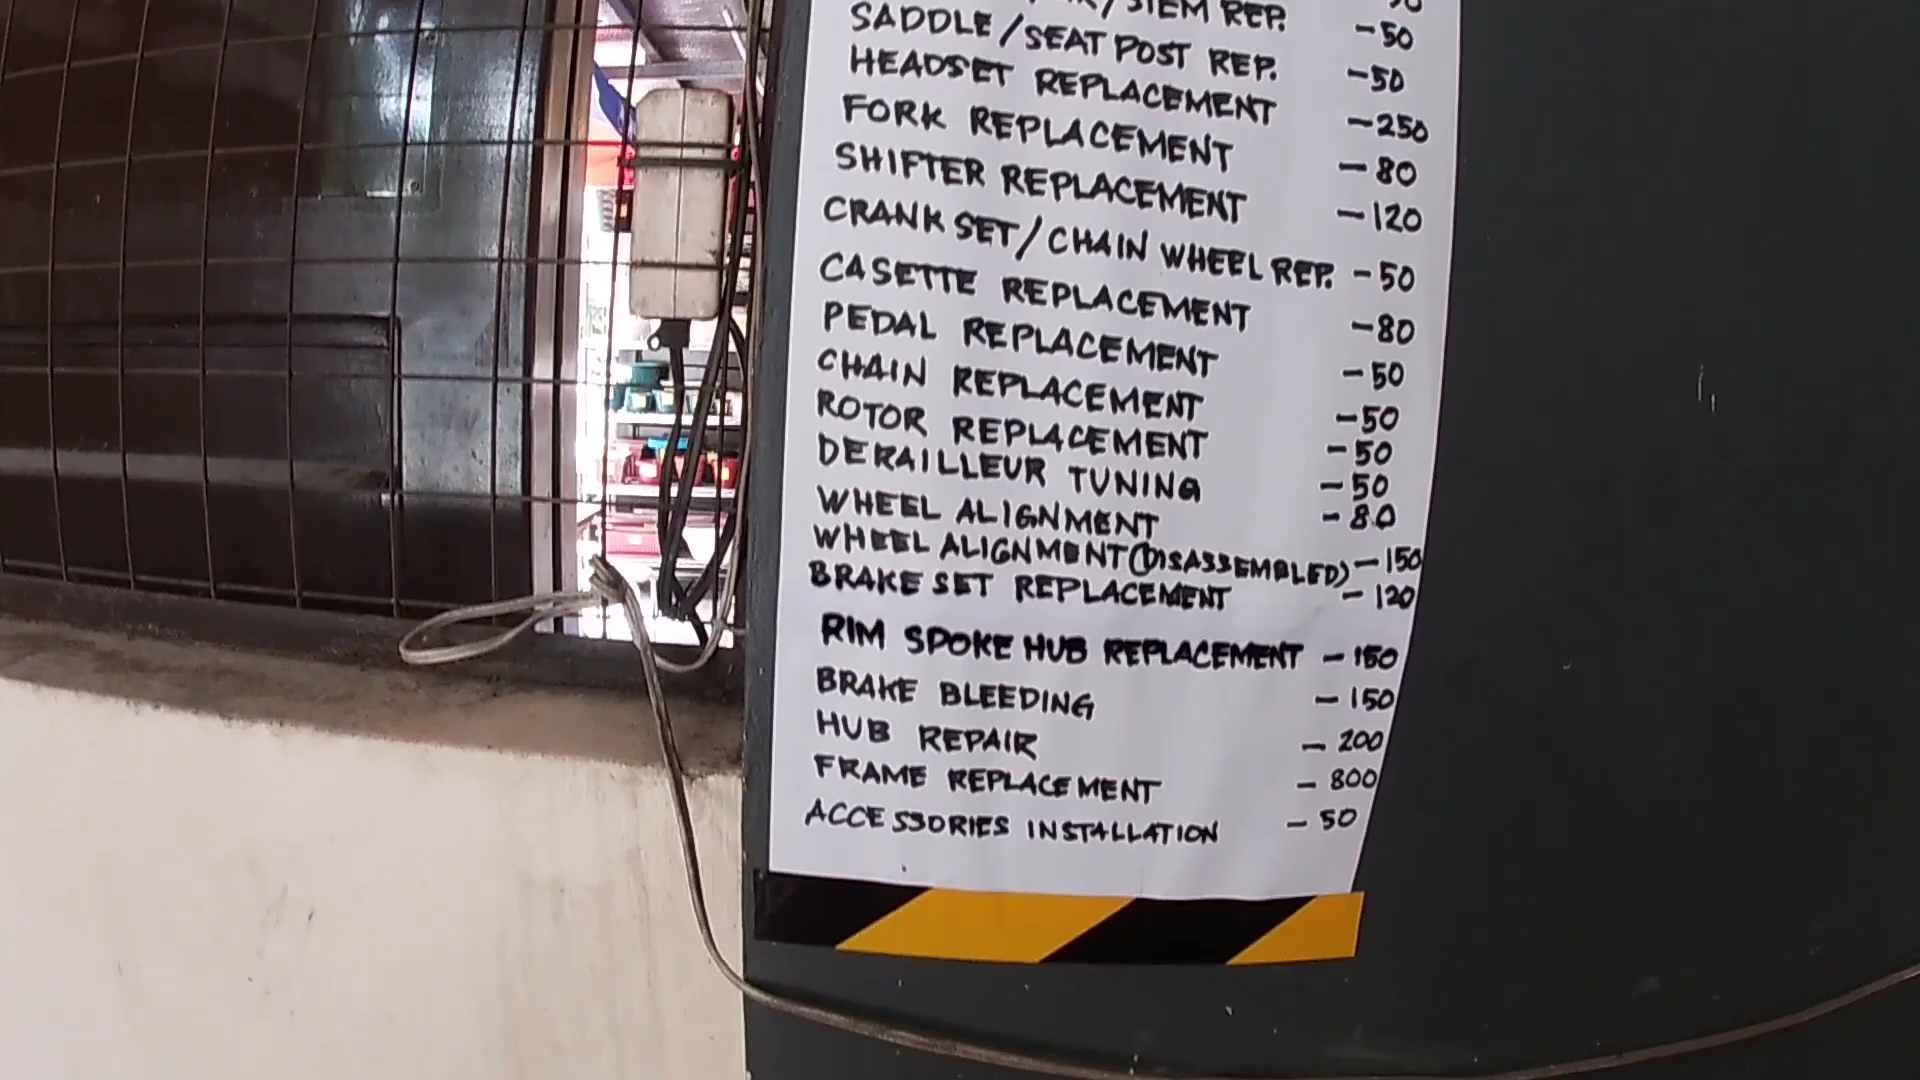 /STEM REP. -50
SADDLE/SEAT POST REP. -50
HEADSET REPLACEMENT -250
FORK REPLACEMENT -80
SHIFTER REPLACEMENT -120
CRANK SET/CHAIN WHEEL REP. -50
CASETTE REPLACEMENT -80
PEDAL REPLACEMENT -50
CHAIN REPLACEMENT -50
ROTOR REPLACEMENT -50
DERAILLEUR TUNING -50
WHEEL ALIGNMENT -80
WHEEL ALIGNMENT (DISASSEMBLED) -150
BRAKE SET REPLACEMENT -120
RIM SPOKE HUB REPLACEMENT -150
BRAKE BLEEDING -150
HUB REPAIR -200
FRAME REPLACEMENT -800
ACCESSORIES INSTALLATION -50